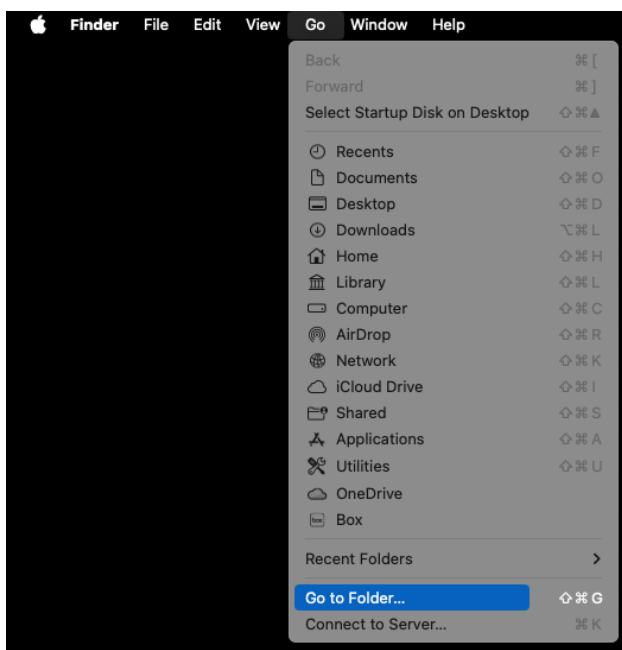 Finder File Edit View Go Window Help
Back ⌘ [
Forward ⌘ ]
Select Startup Disk on Desktop ⇧⌘▲
Recents ⇧⌘ F
Documents ⇧⌘ O
Desktop ⇧⌘ D
Downloads ⌥⌘ L
Home ⇧⌘ H
Library ⇧⌘ L
Computer ⇧⌘ C
AirDrop ⇧⌘ R
Network ⇧⌘ K
iCloud Drive ⇧⌘ I
Shared ⇧⌘ S
Applications ⇧⌘ A
Utilities ⇧⌘ U
OneDrive
box Box
Recent Folders >
Go to Folder... ⇧⌘ G
Connect to Server... ⌘ K